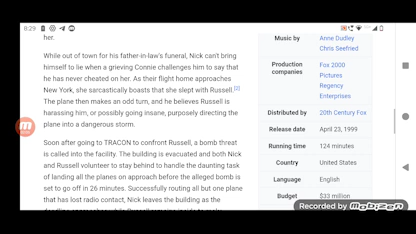 8:29
her.
While out of town for his father-in-law's funeral, Nick can't bring
himself to lie when a grieving Connie challenges him to say that
he has never cheated on her. As their flight home approaches
New York, she sarcastically boasts that she slept with Russell.[2]
The plane then makes an odd turn, and he believes Russell is
harassing him, or possibly going insane, purposely directing the
plane into a dangerous storm.
Soon after going to TRACON to confront Russell, a bomb threat
is called into the facility. The building is evacuated and both Nick
and Russell volunteer to stay behind to handle the daunting task
of landing all the planes on approach before the alleged bomb is
set to go off in 26 minutes. Successfully routing all but one plane
that has lost radio contact, Nick leaves the building as the
Music by Anne Dudley
Chris Seefried
Production Fox 2000
companies Pictures
Regency
Enterprises
Distributed by 20th Century Fox
Release date April 23, 1999
Running time 124 minutes
Country United States
Language English
Budget $33 million
Recorded by mobizen